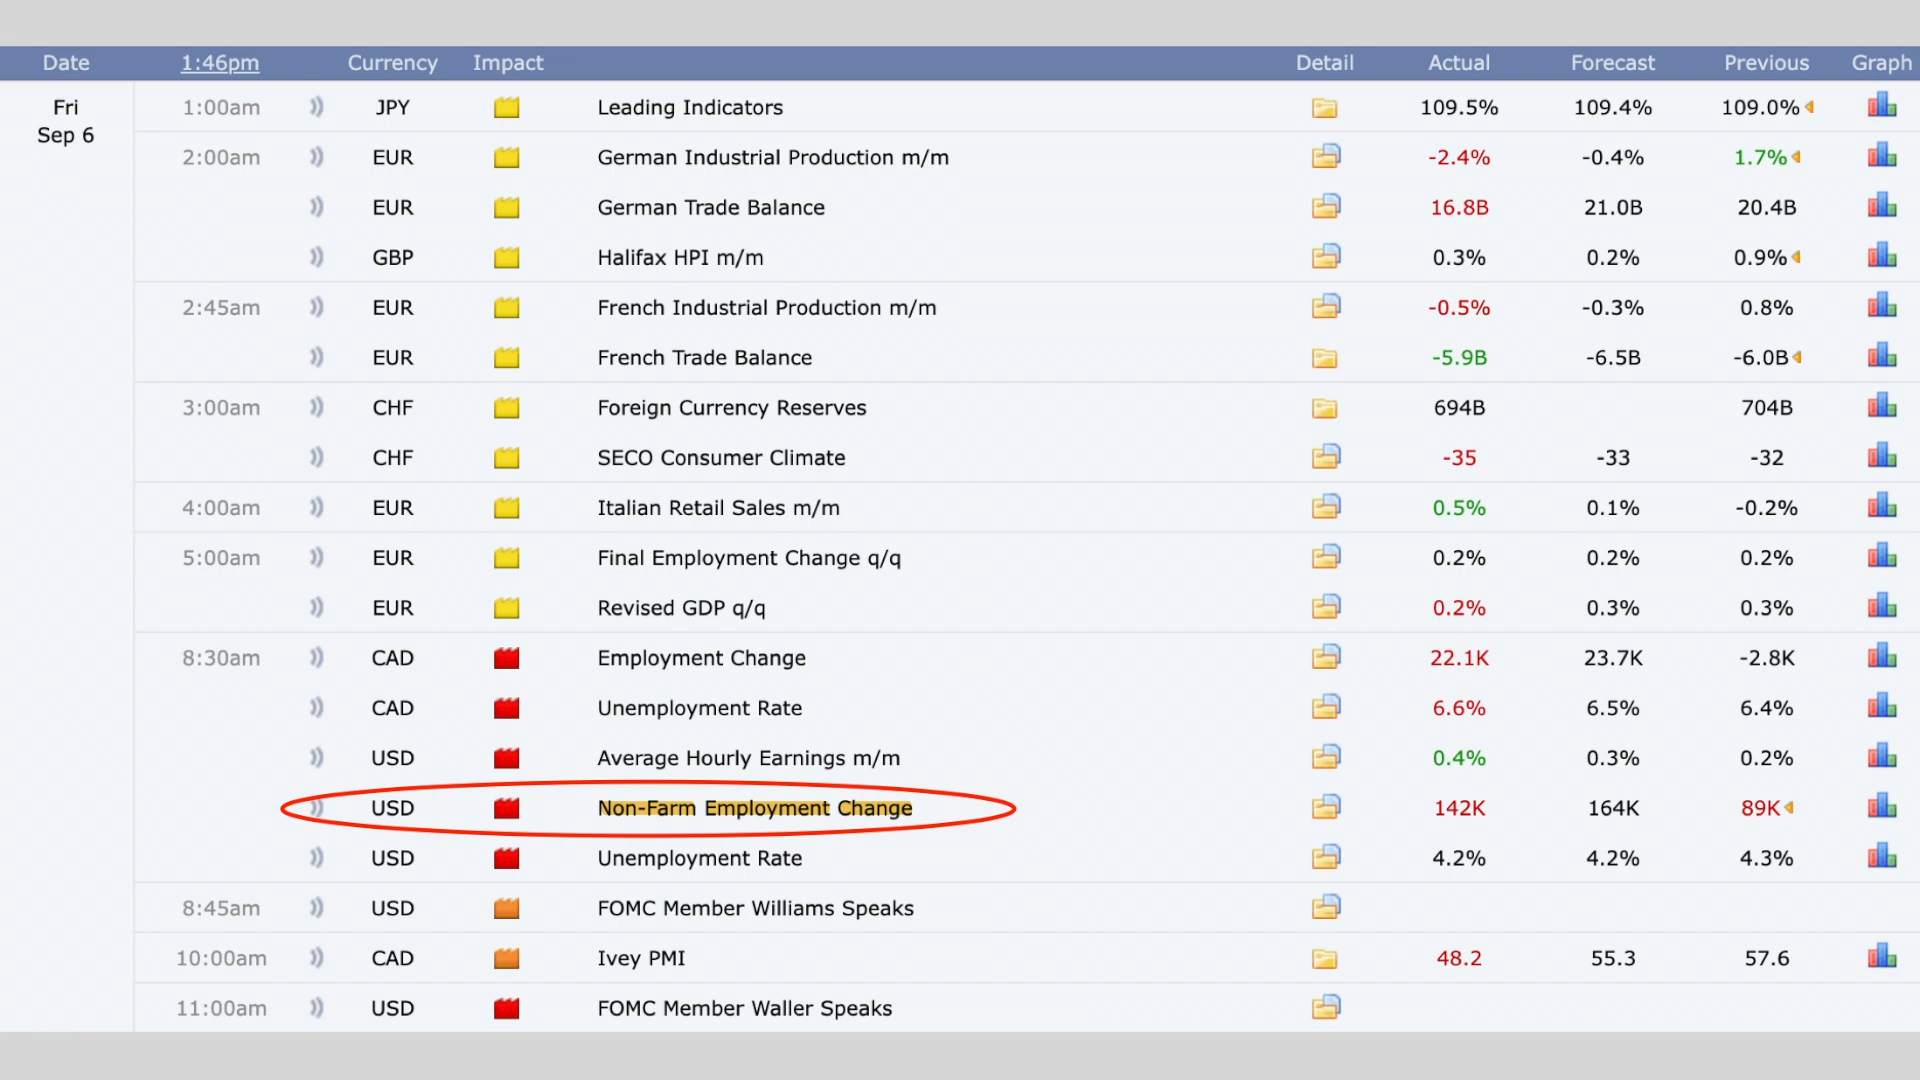 Date 1:46pm Currency Impact Detail Actual Forecast Previous Graph
Fri 1:00am JPY Leading Indicators 109.5% 109.4% 109.0%
Sep 6
2:00am EUR German Industrial Production m/m -2.4% -0.4% 1.7%
EUR German Trade Balance 16.8B 21.0B 20.4B
GBP Halifax HPI m/m 0.3% 0.2% 0.9%
2:45am EUR French Industrial Production m/m -0.5% -0.3% 0.8%
EUR French Trade Balance -5.9B -6.5B -6.0B
3:00am CHF Foreign Currency Reserves 694B 704B
CHF SECO Consumer Climate -35 -33 -32
4:00am EUR Italian Retail Sales m/m 0.5% 0.1% -0.2%
5:00am EUR Final Employment Change q/q 0.2% 0.2% 0.2%
EUR Revised GDP q/q 0.2% 0.3% 0.3%
8:30am CAD Employment Change 22.1K 23.7K -2.8K
CAD Unemployment Rate 6.6% 6.5% 6.4%
USD Average Hourly Earnings m/m 0.4% 0.3% 0.2%
USD Non-Farm Employment Change 142K 164K 89K
USD Unemployment Rate 4.2% 4.2% 4.3%
8:45am USD FOMC Member Williams Speaks
10:00am CAD Ivey PMI 48.2 55.3 57.6
11:00am USD FOMC Member Waller Speaks